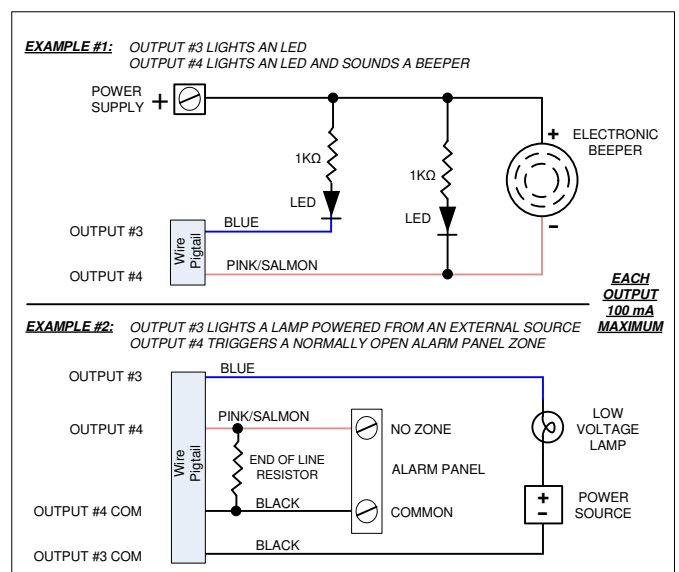 EXAMPLE #1: OUTPUT #3 LIGHTS AN LED
OUTPUT #4 LIGHTS AN LED AND SOUNDS A BEEPER
POWER
SUPPLY +
+ ELECTRONIC
BEEPER
1KΩ
1KΩ
LED
LED
-
OUTPUT #3
BLUE
Wire
Pigtail
OUTPUT #4
PINK/SALMON
EACH
OUTPUT
100 mA
MAXIMUM
EXAMPLE #2: OUTPUT #3 LIGHTS A LAMP POWERED FROM AN EXTERNAL SOURCE
OUTPUT #4 TRIGGERS A NORMALLY OPEN ALARM PANEL ZONE
OUTPUT #3
BLUE
OUTPUT #4
PINK/SALMON
NO ZONE
LOW
VOLTAGE
LAMP
Wire
Pigtail
END OF LINE
RESISTOR
ALARM PANEL
OUTPUT #4 COM
BLACK
COMMON
+
-
POWER
SOURCE
OUTPUT #3 COM
BLACK